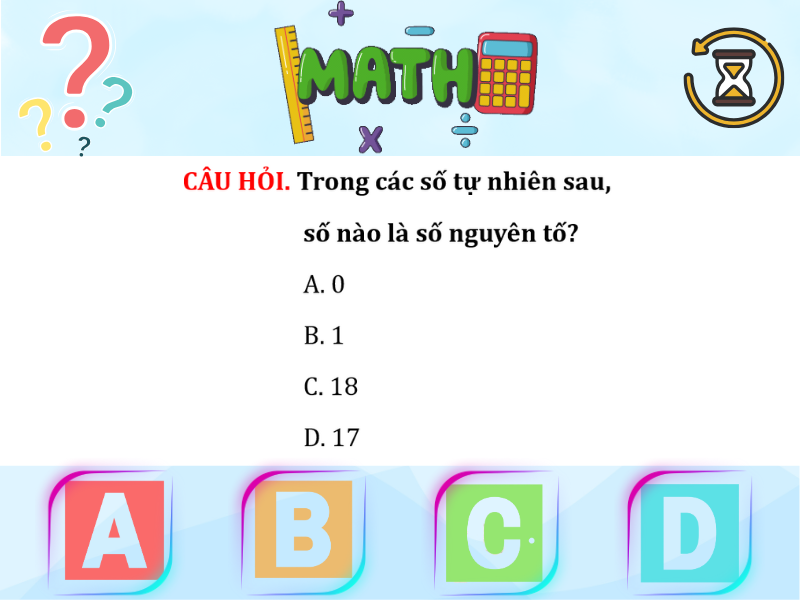 MATH
CÂU HỎI. Trong các số tự nhiên sau,
số nào là số nguyên tố?
A. 0
B. 1
C. 18
D. 17
A B C D